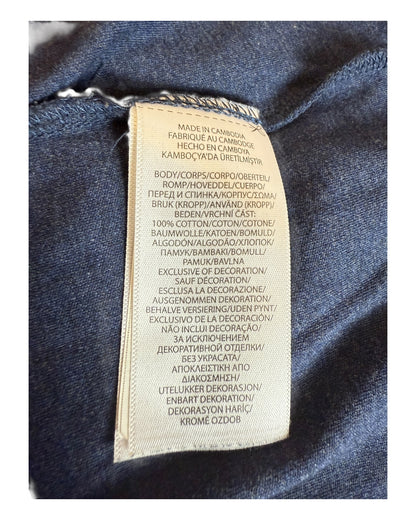 MADE IN CAMBODIA
FABRIQUÉ AU CAMBODGE
HECHO EN CAMBOYA
KAMBOÇYA'DA ÜRETİLMİŞTİR
BODY/CORPS/CORPO/OBERTEIL/
ROMP/HOVEDDEL/CUERPO/
ПЕРЕД И СПИНКА/КОРПУС/ΣΩΜΑ/
BRUK (KROPP)/ANVÄND (KROPP)/
BEDEN/VRCHNÍ ČÁST:
100% COTTON/COTON/COTONE/
BAUMWOLLE/KATOEN/BOMULD/
ALGODÓN/ALGODÃO/ХЛОПОК/
ПАМУК/ΒΑΜΒΑΚΙ/BOMULL/
PAMUK/BAVLNA
EXCLUSIVE OF DECORATION/
SAUF DÉCORATION/
ESCLUSA LA DECORAZIONE/
AUSGENOMMEN DEKORATION/
BEHALVE VERSIERING/UDEN PYNT/
EXCLUSIVO DE LA DECORACIÓN/
NÃO INCLUI DECORAÇÃO/
ЗА ИСКЛЮЧЕНИЕМ
ДЕКОРАТИВНОЙ ОТДЕЛКИ/
БЕЗ УКРАСАТА/
ΑΠΟΚΛΕΙΣΤΙΚΗ ΑΠΟ
ΔΙΑΚΟΣΜΗΣΗ/
UTELUKKER DEKORASJON/
ENBART DEKORATION/
DEKORASYON HARİÇ/
KROMĚ OZDOB